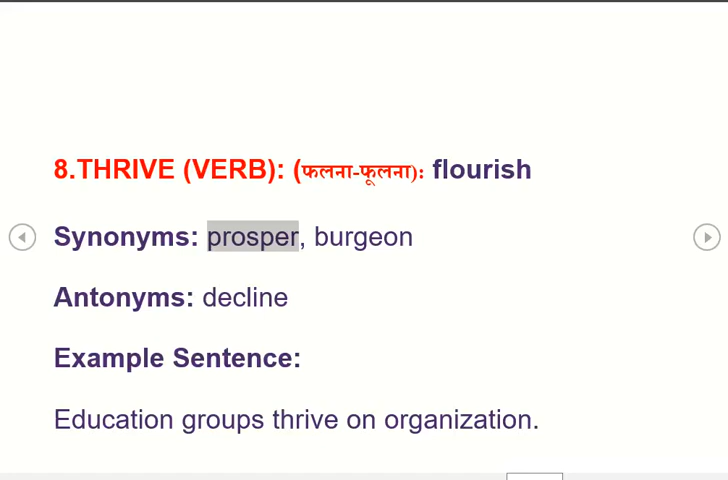 8.THRIVE (VERB): (फलना-फूलना): flourish
Synonyms: prosper, burgeon
Antonyms: decline
Example Sentence:
Education groups thrive on organization.